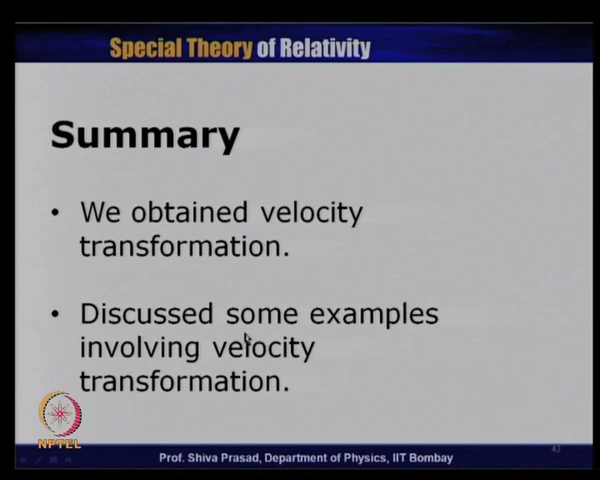 Special Theory of Relativity
Summary
• We obtained velocity
transformation.
• Discussed some examples
involving velocity
transformation.
NPTEL
42
Prof. Shiva Prasad, Department of Physics, IIT Bombay